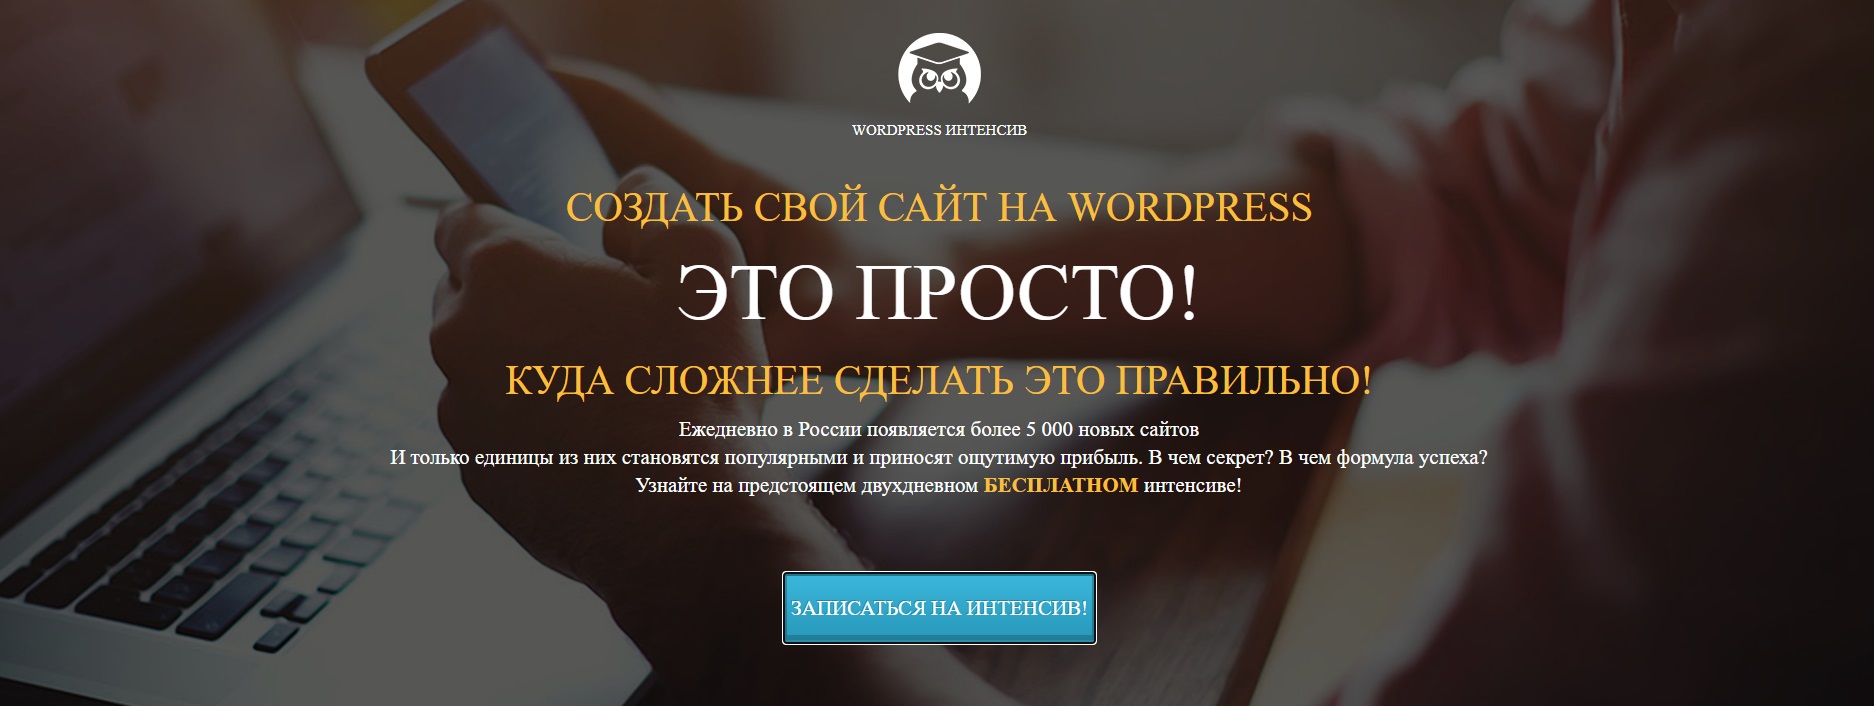 WORDPRESS ИНТЕНСИВ
СОЗДАТЬ СВОЙ САЙТ НА WORDPRESS
ЭТО ПРОСТО!
КУДА СЛОЖНЕЕ СДЕЛАТЬ ЭТО ПРАВИЛЬНО!
Ежедневно в России появляется более 5 000 новых сайтов
И только единицы из них становятся популярными и приносят ощутимую прибыль. В чем секрет? В чем формула успеха?
Узнайте на предстоящем двухдневном БЕСПЛАТНОМ интенсиве!
ЗАПИСАТЬСЯ НА ИНТЕНСИВ!